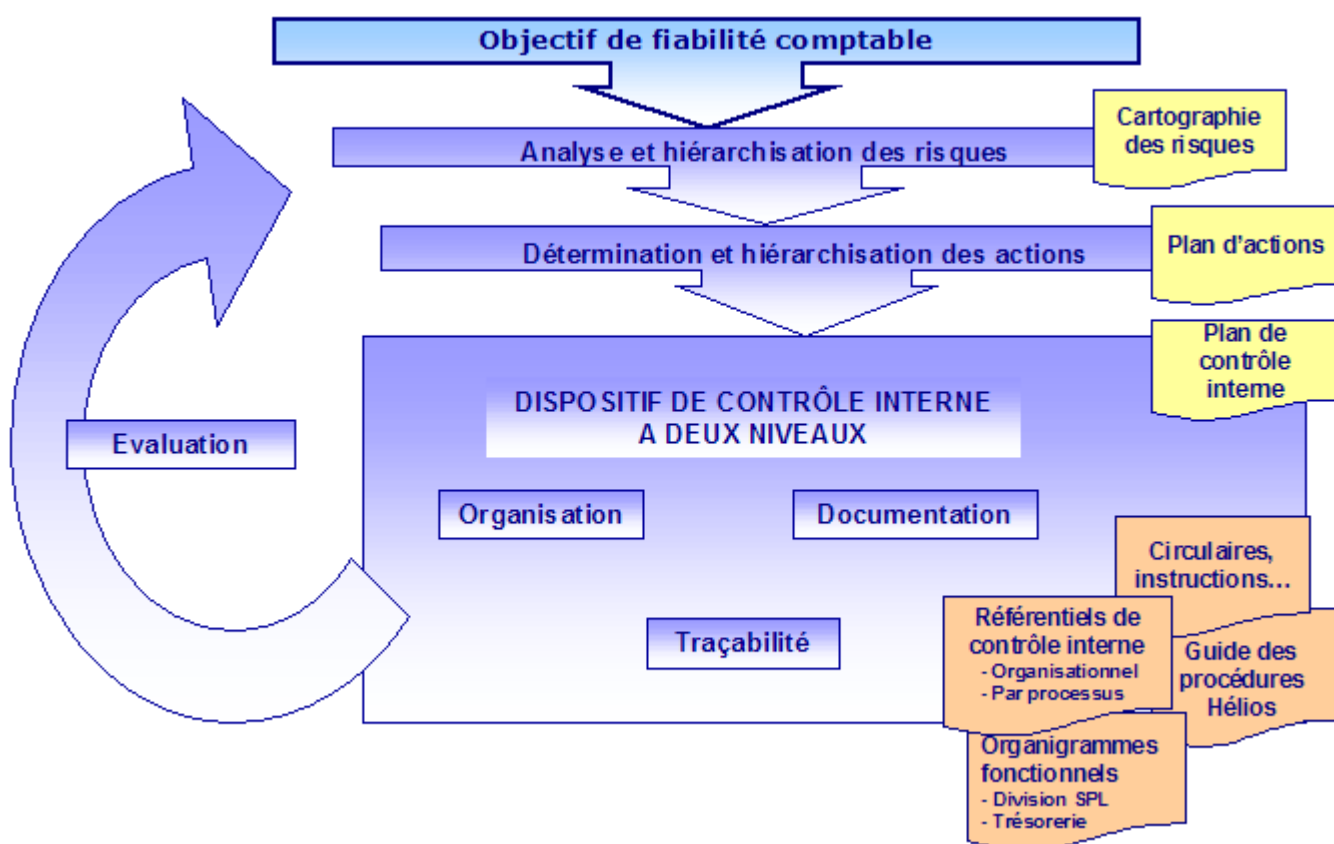 Objectif de fiabilité comptable
Analyse et hiérarchisation des risques
Cartographie
des risques
Détermination et hiérarchisation des actions
Plan d'actions
Plan de
contrôle
interne
DISPOSITIF DE CONTRÔLE INTERNE
A DEUX NIVEAUX
Evaluation
Organisation
Documentation
Traçabilité
Circulaires,
instructions...
Référentiels de
contrôle interne
- Organisationnel
- Par processus
Guide des
procédures
Hélios
Organigrammes
fonctionnels
- Division SPL
- Trésorerie